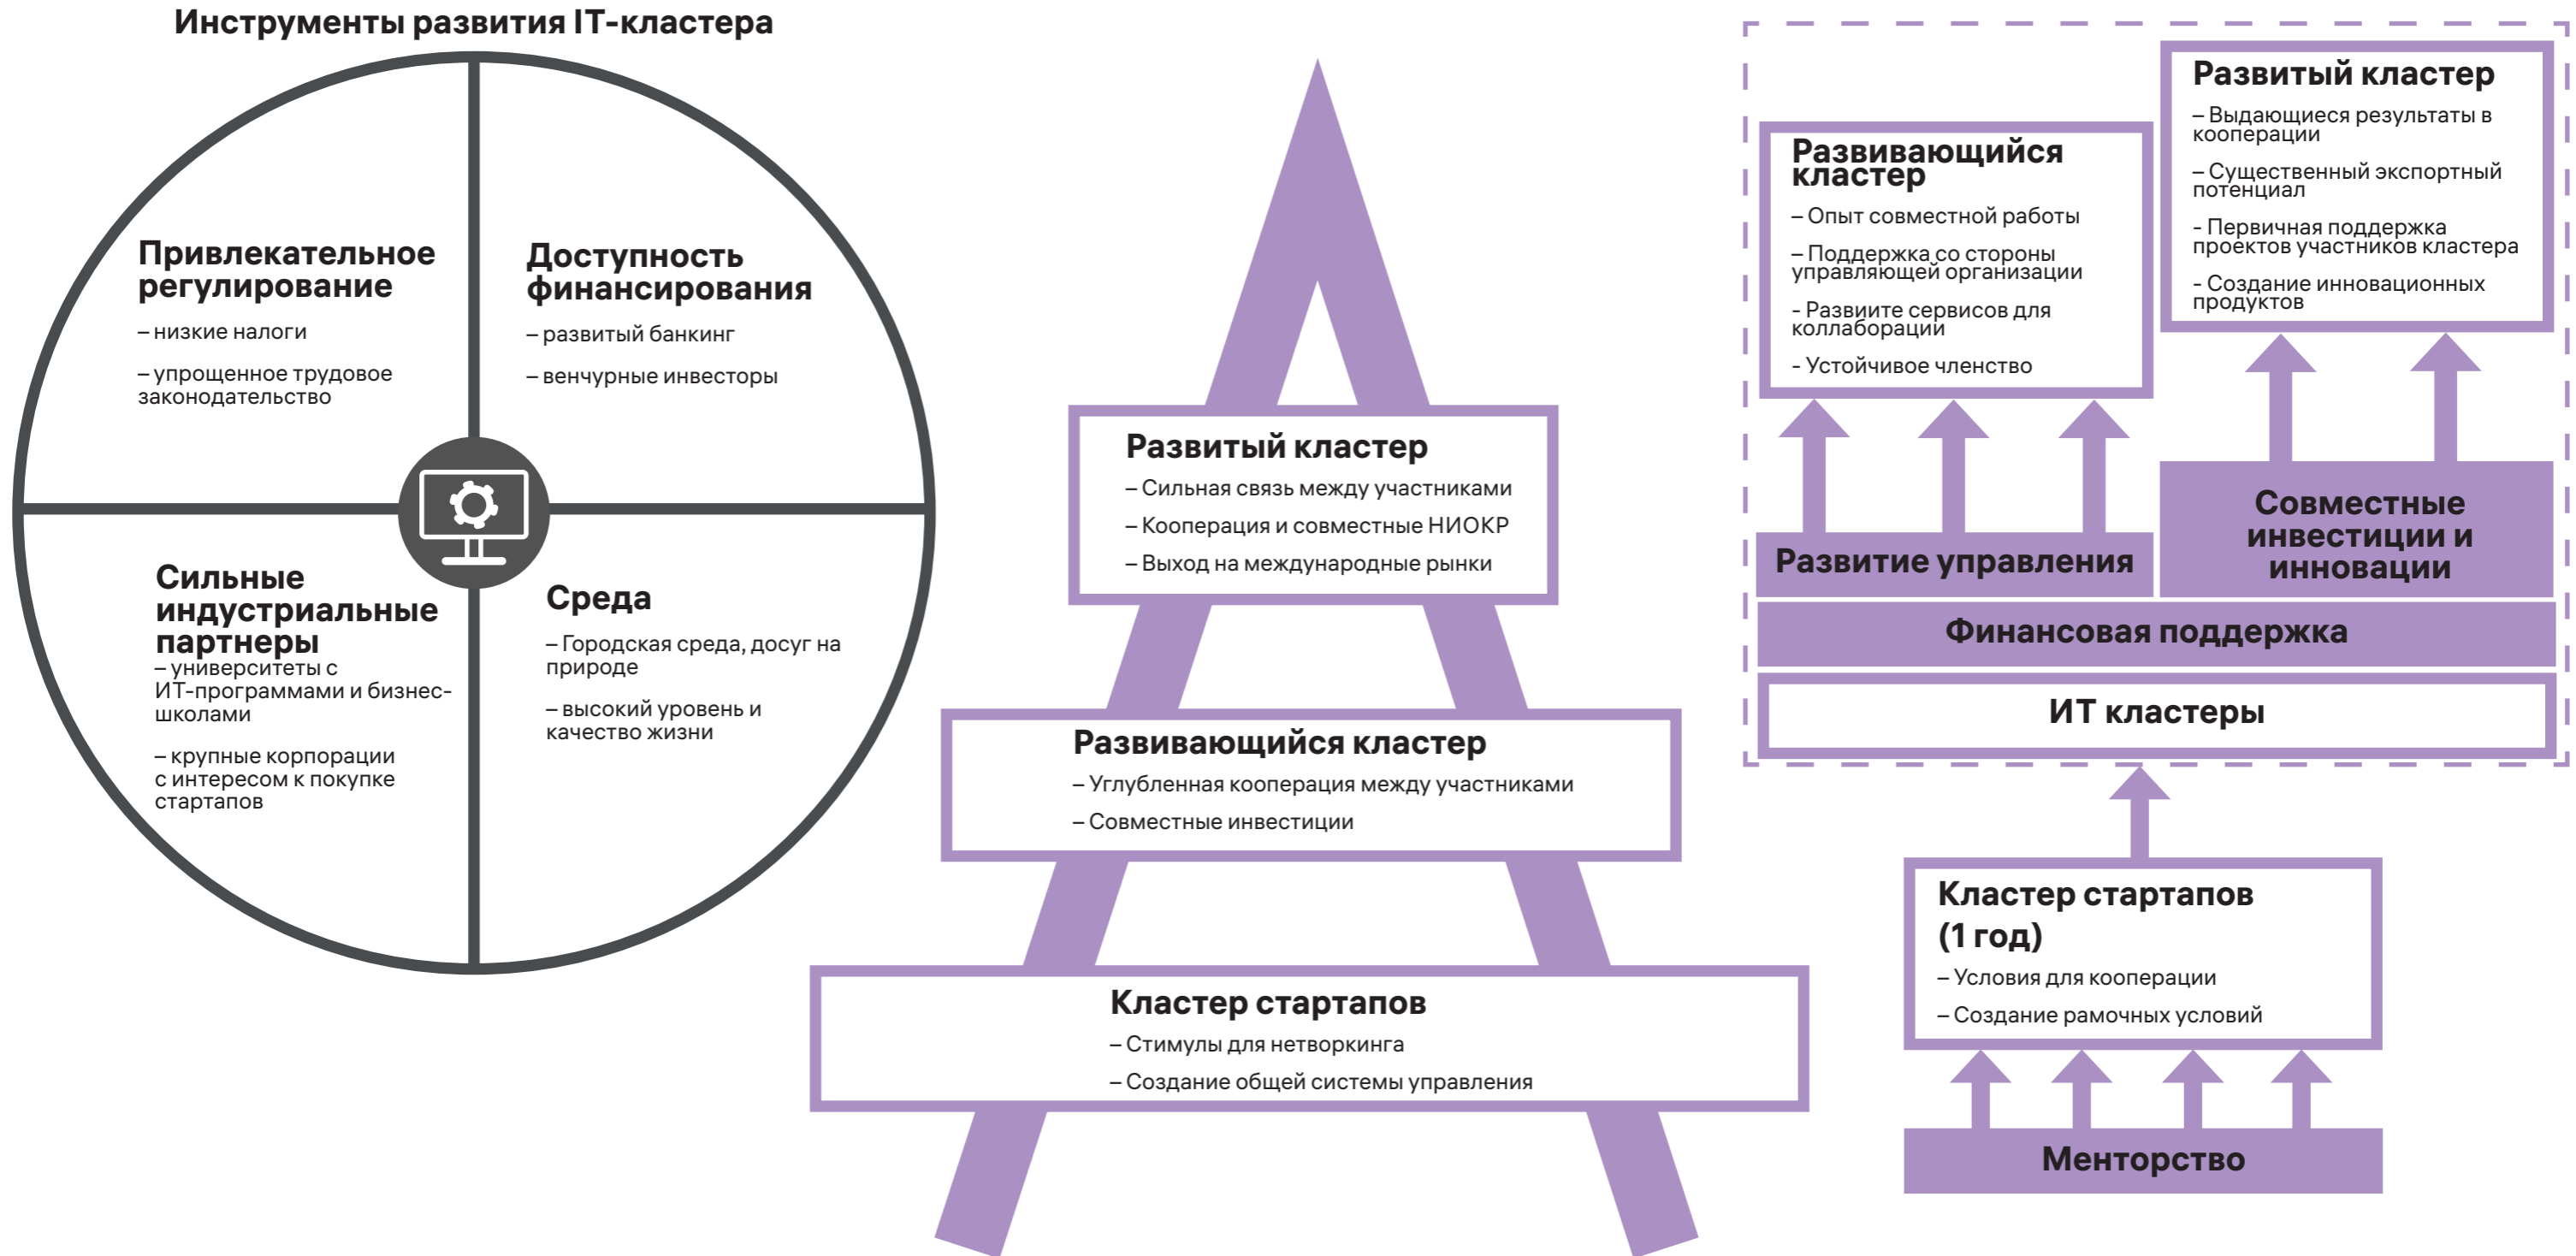 Инструменты развития IT-кластера
Привлекательное
регулирование
– низкие налоги
– упрощенное трудовое
законодательство
Доступность
финансирования
– развитый банкинг
– венчурные инвесторы
Сильные
индустриальные
партнеры
– университеты с
ИТ-программами и бизнес-
школами
– крупные корпорации
с интересом к покупке
стартапов
Среда
– Городская среда, досуг на
природе
– высокий уровень и
качество жизни
Развитый кластер
– Сильная связь между участниками
– Кооперация и совместные НИОКР
– Выход на международные рынки
Развивающийся кластер
– Углубленная кооперация между участниками
– Совместные инвестиции
Кластер стартапов
– Стимулы для нетворкинга
– Создание общей системы управления
Развивающийся
кластер
– Опыт совместной работы
– Поддержка со стороны
управляющей организации
- Развиите сервисов для
коллаборации
- Устойчивое членство
Развитый кластер
– Выдающиеся результаты в
кооперации
– Существенный экспортный
потенциал
- Первичная поддержка
проектов участников кластера
- Создание инновационных
продуктов
Развитие управления
Совместные
инвестиции и
инновации
Финансовая поддержка
ИТ кластеры
Кластер стартапов
(1 год)
– Условия для кооперации
– Создание рамочных условий
Менторство